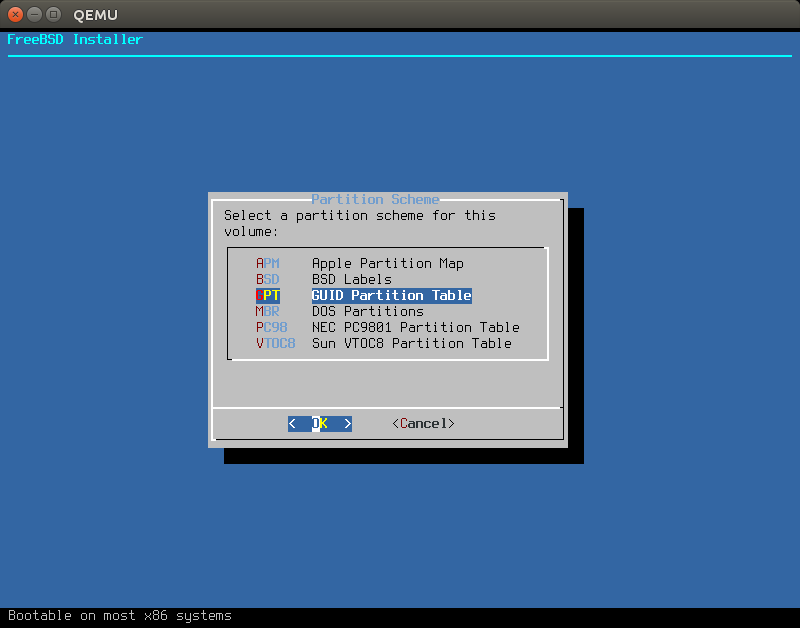 QEMU
FreeBSD Installer
Partition Scheme
Select a partition scheme for this
volume:
APM Apple Partition Map
BSD BSD Labels
GPT GUID Partition Table
MBR DOS Partitions
PC98 NEC PC9801 Partition Table
VTOC8 Sun VTOC8 Partition Table
< OK > <Cancel>
Bootable on most x86 systems